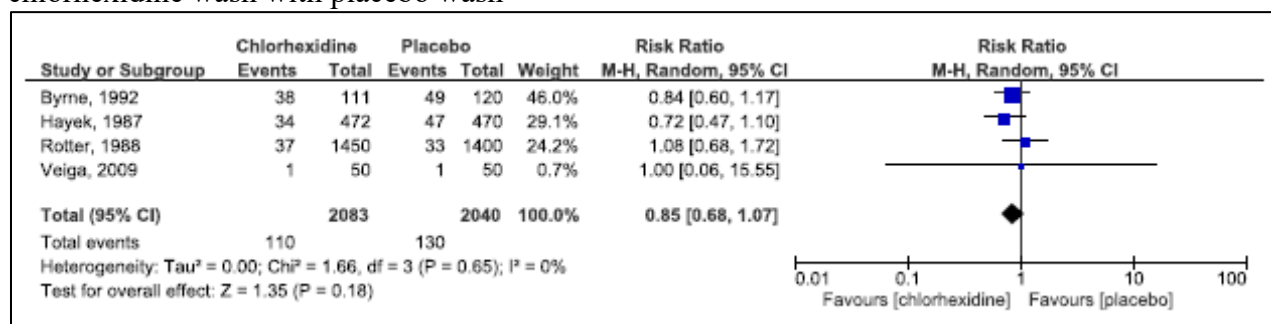 chlorhexidine wash with placebo wash
Chlorhexidine Placebo Risk Ratio Risk Ratio
Study or Subgroup Events Total Events Total Weight M-H, Random, 95% CI M-H, Random, 95% CI
Byrne, 1992 38 111 49 120 46.0% 0.84 [0.60, 1.17]
Hayek, 1987 34 472 47 470 29.1% 0.72 [0.47, 1.10]
Rotter, 1988 37 1450 33 1400 24.2% 1.08 [0.68, 1.72]
Veiga, 2009 1 50 1 50 0.7% 1.00 [0.06, 15.55]
Total (95% CI) 2083 2040 100.0% 0.85 [0.68, 1.07]
Total events 110 130
Heterogeneity: Tau² = 0.00; Chi² = 1.66, df = 3 (P = 0.65); I² = 0%
Test for overall effect: Z = 1.35 (P = 0.18)
0.01 0.1 1 10 100
Favours [chlorhexidine] Favours [placebo]